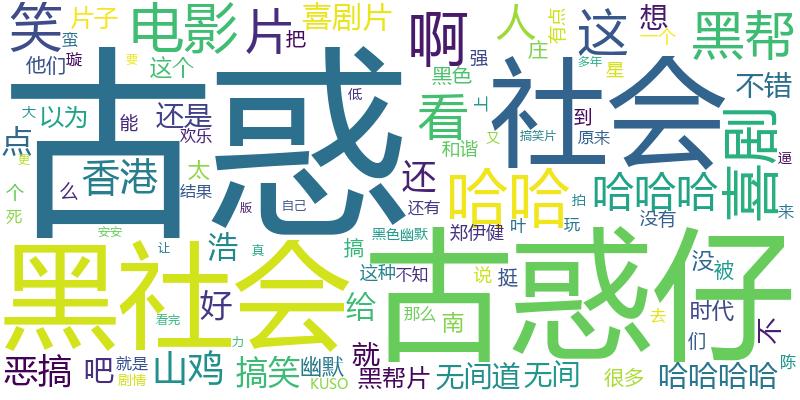 笑
蛮
片子
璇
电影
片
把
喜剧片
要
啊
人
强
庄
有点
这
想
一个
星
黑帮
他们
这个
古惑
低
看
黑色
上
社会
多年
不错
更
大
以为
能
还是
欢乐
点
和谐
又
到
搞笑片
原来
喜剧
逼
个
死
么
香港
太
结果
版
自己
还
还有
哈哈
拍
哈哈哈
来
安安
让
浩
真
黑色幽默
搞
郑伊健
叶
玩
没有
黑社会
看完
好
力
这种
不知
给
那么
南
古惑仔
说
挺
去
没
被
时代
们
不
恶搞
吧
就是
剧情
山鸡
搞笑
幽默
KUSO
就
黑帮片
无间道
无间
很多
哈哈哈哈
陈